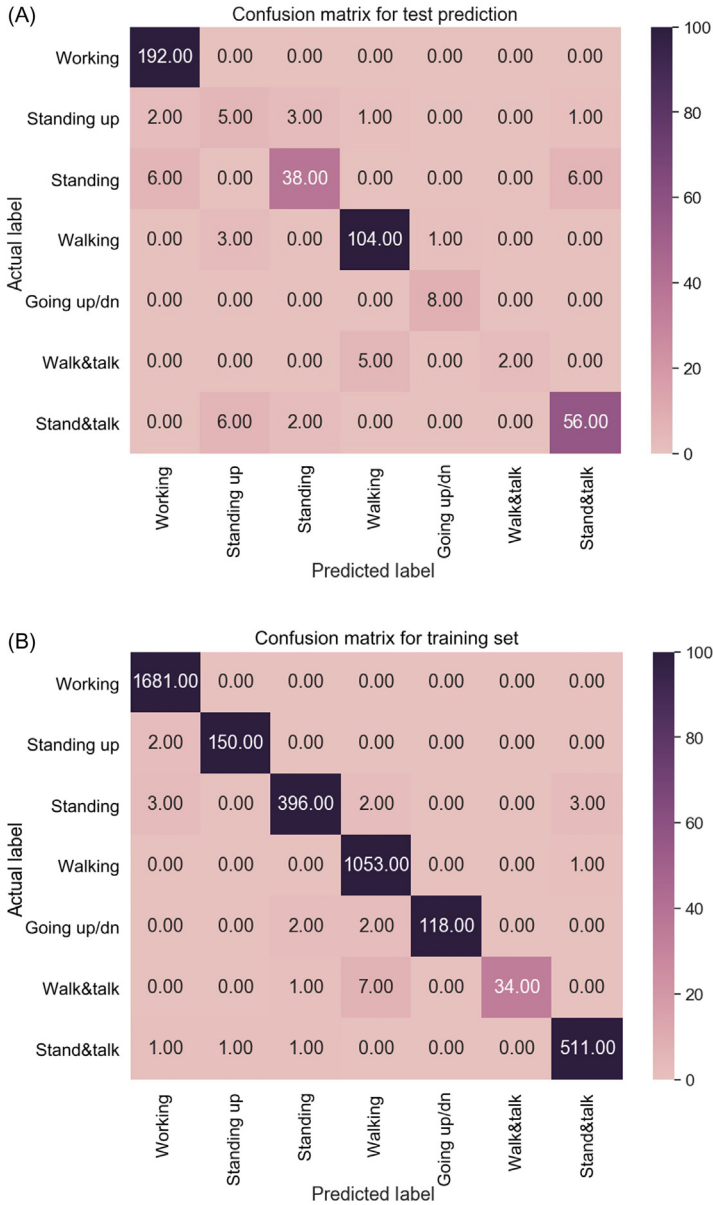 (A)
Confusion matrix for test prediction
Working 192.00 0.00 0.00 0.00 0.00 0.00 0.00
Standing up 2.00 5.00 3.00 1.00 0.00 0.00 1.00
Standing 6.00 0.00 38.00 0.00 0.00 0.00 6.00
Walking 0.00 3.00 0.00 104.00 1.00 0.00 0.00
Going up/dn 0.00 0.00 0.00 0.00 8.00 0.00 0.00
Walk&talk 0.00 0.00 0.00 5.00 0.00 2.00 0.00
Stand&talk 0.00 6.00 2.00 0.00 0.00 0.00 56.00
Actual label
Working Standing up Standing Walking Going up/dn Walk&talk Stand&talk
Predicted label
100
80
60
40
20
0
(B)
Confusion matrix for training set
Working 1681.00 0.00 0.00 0.00 0.00 0.00 0.00
Standing up 2.00 150.00 0.00 0.00 0.00 0.00 0.00
Standing 3.00 0.00 396.00 2.00 0.00 0.00 3.00
Walking 0.00 0.00 0.00 1053.00 0.00 0.00 1.00
Going up/dn 0.00 0.00 2.00 2.00 118.00 0.00 0.00
Walk&talk 0.00 0.00 1.00 7.00 0.00 34.00 0.00
Stand&talk 1.00 1.00 1.00 0.00 0.00 0.00 511.00
Actual label
Working Standing up Standing Walking Going up/dn Walk&talk Stand&talk
Predicted label
100
80
60
40
20
0